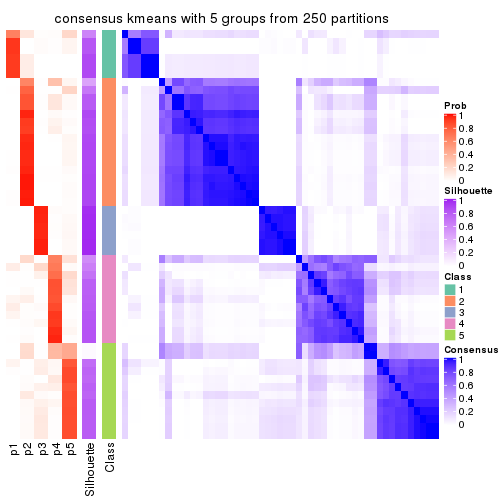 consensus kmeans with 5 groups from 250 partitions
Prob
1
0.8
0.6
0.4
0.2
0
Silhouette
1
0.8
0.6
0.4
0.2
0
Class
1
2
3
4
5
Consensus
1
0.8
0.6
0.4
0.2
0
p1
p2
p3
p4
p5
Silhouette
Class